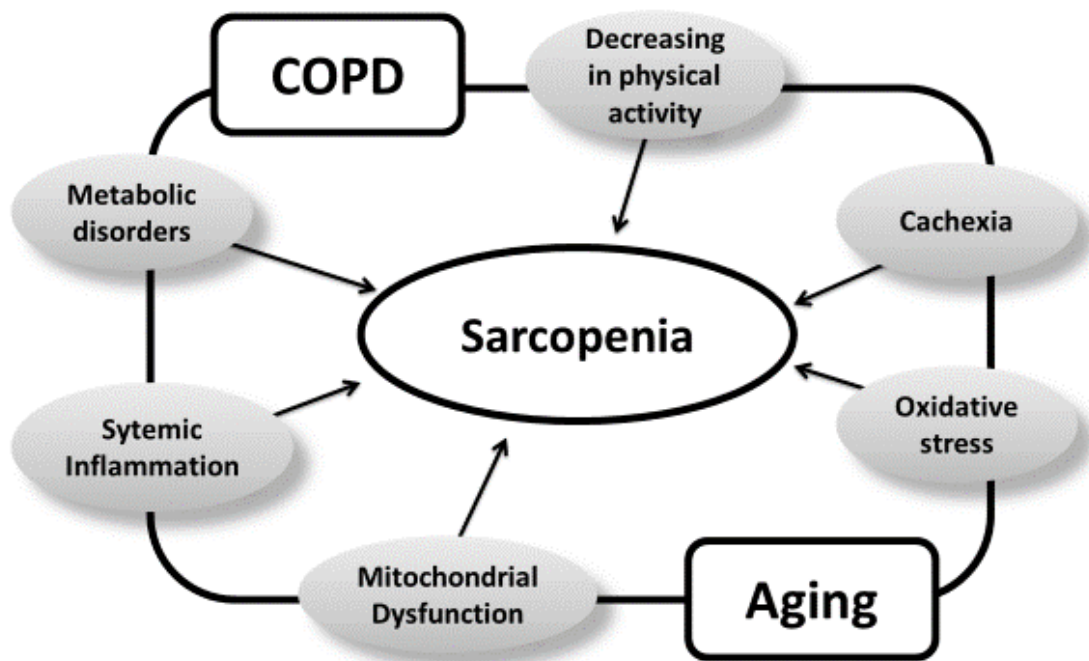 COPD
Decreasing
in physical
activity
Metabolic
disorders
Cachexia
Sarcopenia
Sytemic
Inflammation
Oxidative
stress
Mitochondrial
Dysfunction
Aging